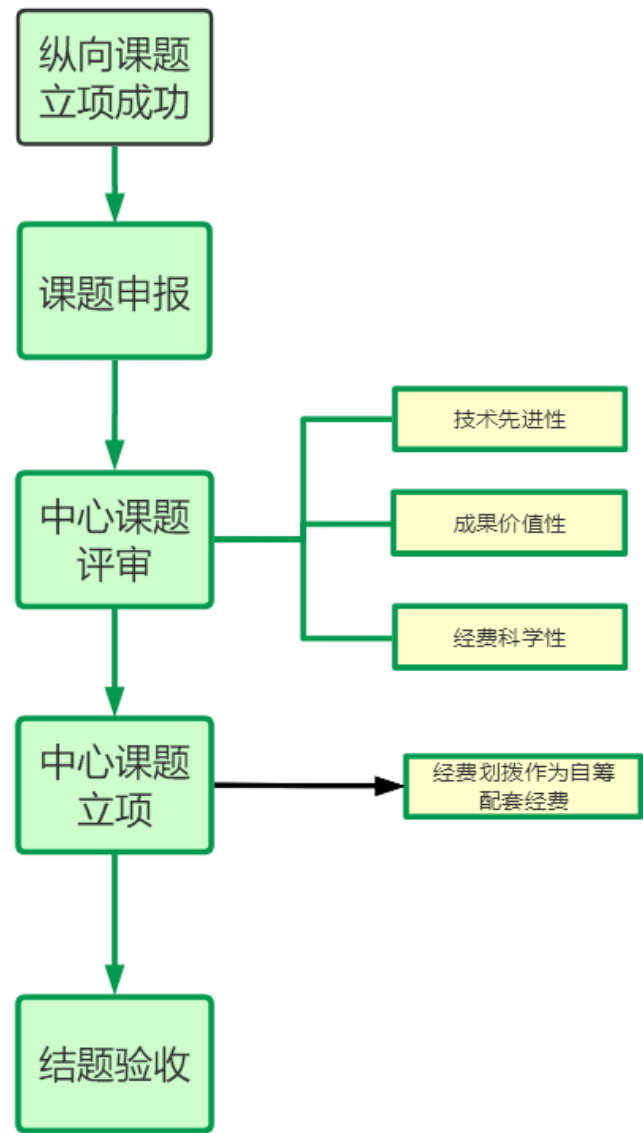 纵向课题
立项成功
课题申报
中心课题
评审
技术先进性
成果价值性
经费科学性
中心课题
立项
经费划拨作为自筹
配套经费
结题验收